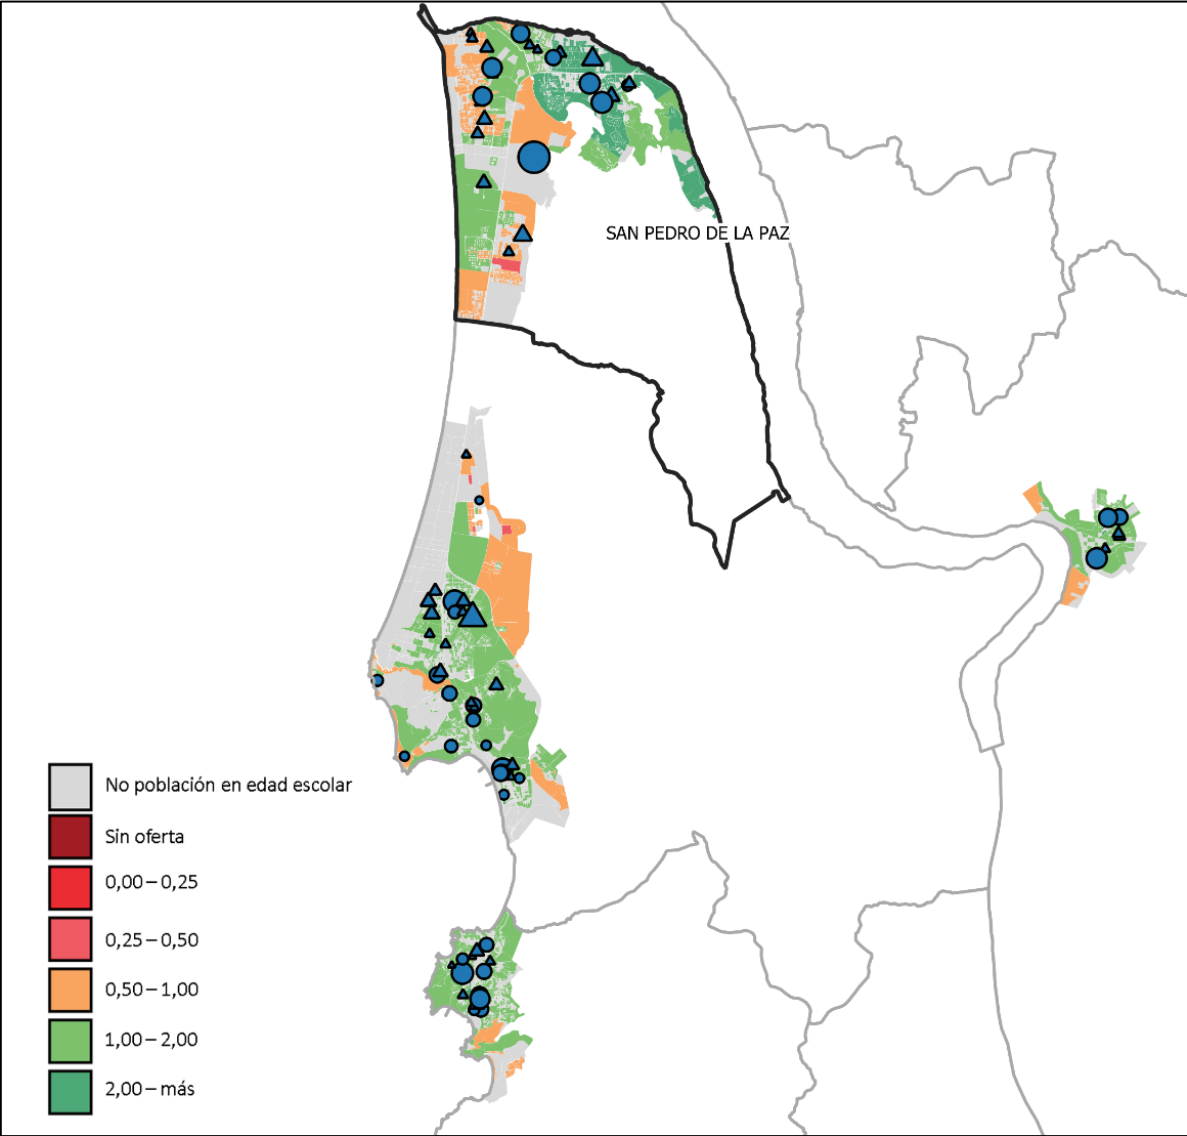 SAN PEDRO DE LA PAZ
No población en edad escolar
Sin oferta
0,00 – 0,25
0,25 – 0,50
0,50 – 1,00
1,00 – 2,00
2,00 – más